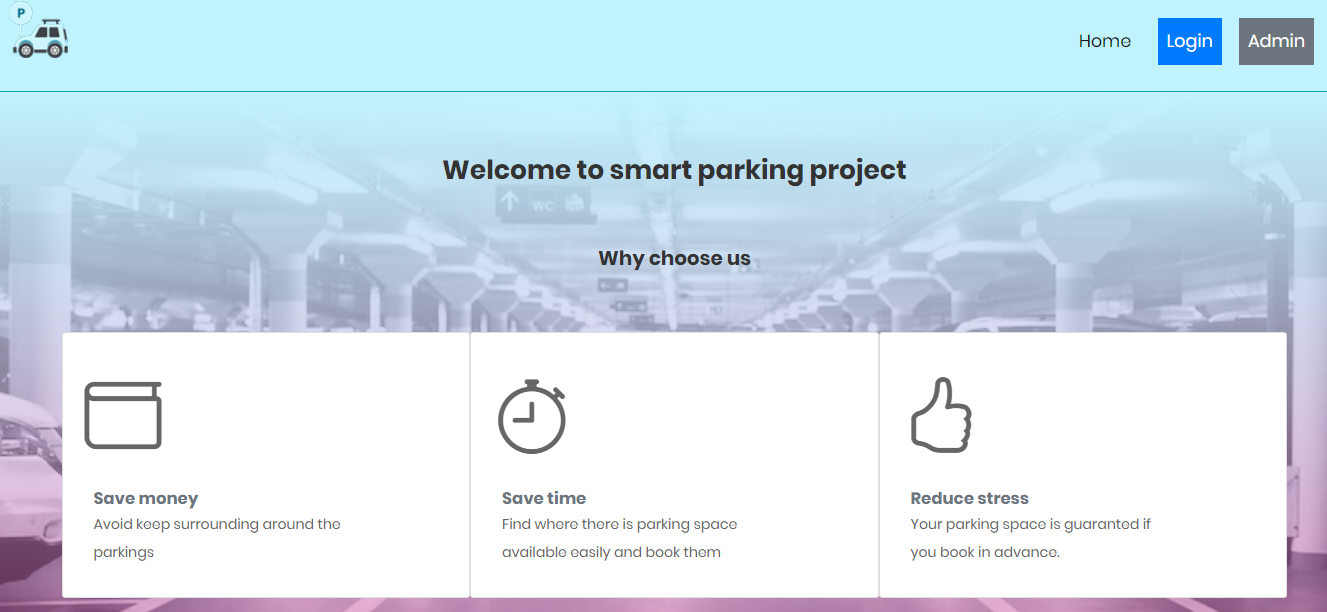 P
Home
Login
Admin
Welcome to smart parking project
WC
Why choose us
Save money
Avoid keep surrounding around the
parkings
Save time
Find where there is parking space
available easily and book them
Reduce stress
Your parking space is guaranted if
you book in advance.